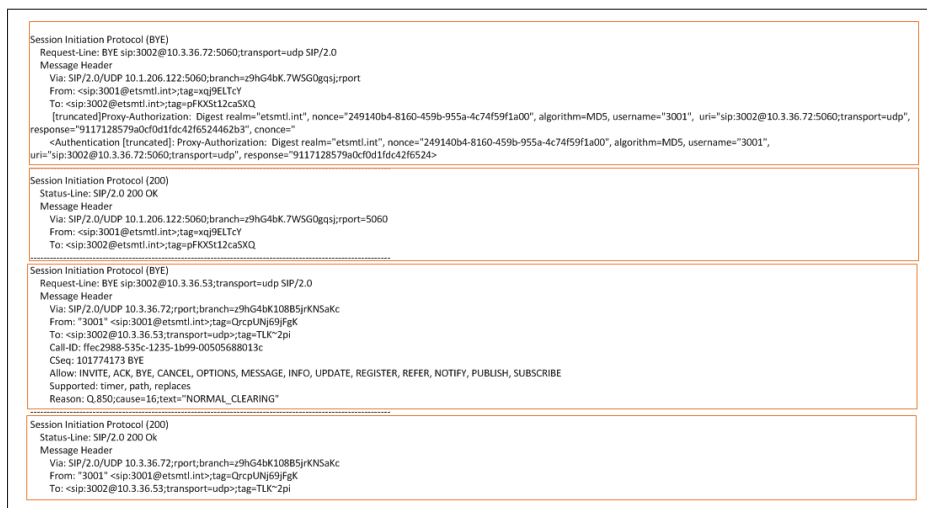 Session Initiation Protocol (BYE)
Request-Line: BYE sip:3002@10.3.36.72:5060;transport=udp SIP/2.0
Message Header
Via: SIP/2.0/UDP 10.1.206.122:5060;branch=z9hG4bK.7WSG0gqsj;rport
From: <sip:3001@etsmtl.int>;tag=xqj9ELTcY
To: <sip:3002@etsmtl.int>;tag=pFKXSt12caSXQ
[truncated]Proxy-Authorization: Digest realm="etsmtl.int", nonce="249140b4-8160-459b-955a-4c74f59f1a00", algorithm=MD5, username="3001", uri="sip:3002@10.3.36.72:5060;transport=udp",
response="9117128579a0cf0d1fdc42f6524462b3", cnonce="
<Authentication [truncated]: Proxy-Authorization: Digest realm="etsmtl.int", nonce="249140b4-8160-459b-955a-4c74f59f1a00", algorithm=MD5, username="3001",
uri="sip:3002@10.3.36.72:5060;transport=udp", response="9117128579a0cf0d1fdc42f6524>
Session Initiation Protocol (200)
Status-Line: SIP/2.0 200 OK
Message Header
Via: SIP/2.0/UDP 10.1.206.122:5060;branch=z9hG4bK.7WSG0gqsj;rport=5060
From: <sip:3001@etsmtl.int>;tag=xqj9ELTcY
To: <sip:3002@etsmtl.int>;tag=pFKXSt12caSXQ
Session Initiation Protocol (BYE)
Request-Line: BYE sip:3002@10.3.36.53;transport=udp SIP/2.0
Message Header
Via: SIP/2.0/UDP 10.3.36.72;rport;branch=z9hG4bK108B5jrKNSaKc
From: "3001" <sip:3001@etsmtl.int>;tag=QrcpUNj69jFgK
To: <sip:3002@10.3.36.53;transport=udp>;tag=TLK~2pi
Call-ID: ffec2988-535c-1235-1b99-00505688013c
CSeq: 101774173 BYE
Allow: INVITE, ACK, BYE, CANCEL, OPTIONS, MESSAGE, INFO, UPDATE, REGISTER, REFER, NOTIFY, PUBLISH, SUBSCRIBE
Supported: timer, path, replaces
Reason: Q.850;cause=16;text="NORMAL_CLEARING"
Session Initiation Protocol (200)
Status-Line: SIP/2.0 200 Ok
Message Header
Via: SIP/2.0/UDP 10.3.36.72;rport;branch=z9hG4bK108B5jrKNSaKc
From: "3001" <sip:3001@etsmtl.int>;tag=QrcpUNj69jFgK
To: <sip:3002@10.3.36.53;transport=udp>;tag=TLK~2pi